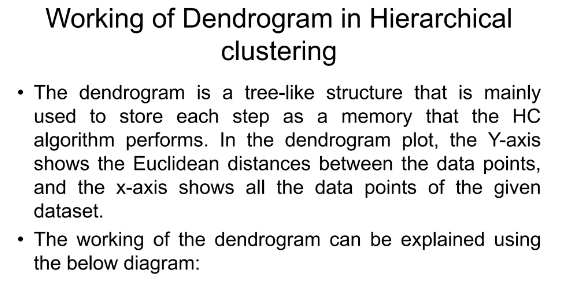 Working of Dendrogram in Hierarchical
clustering
• The dendrogram is a tree-like structure that is mainly
used to store each step as a memory that the HC
algorithm performs. In the dendrogram plot, the Y-axis
shows the Euclidean distances between the data points,
and the x-axis shows all the data points of the given
dataset.
• The working of the dendrogram can be explained using
the below diagram: